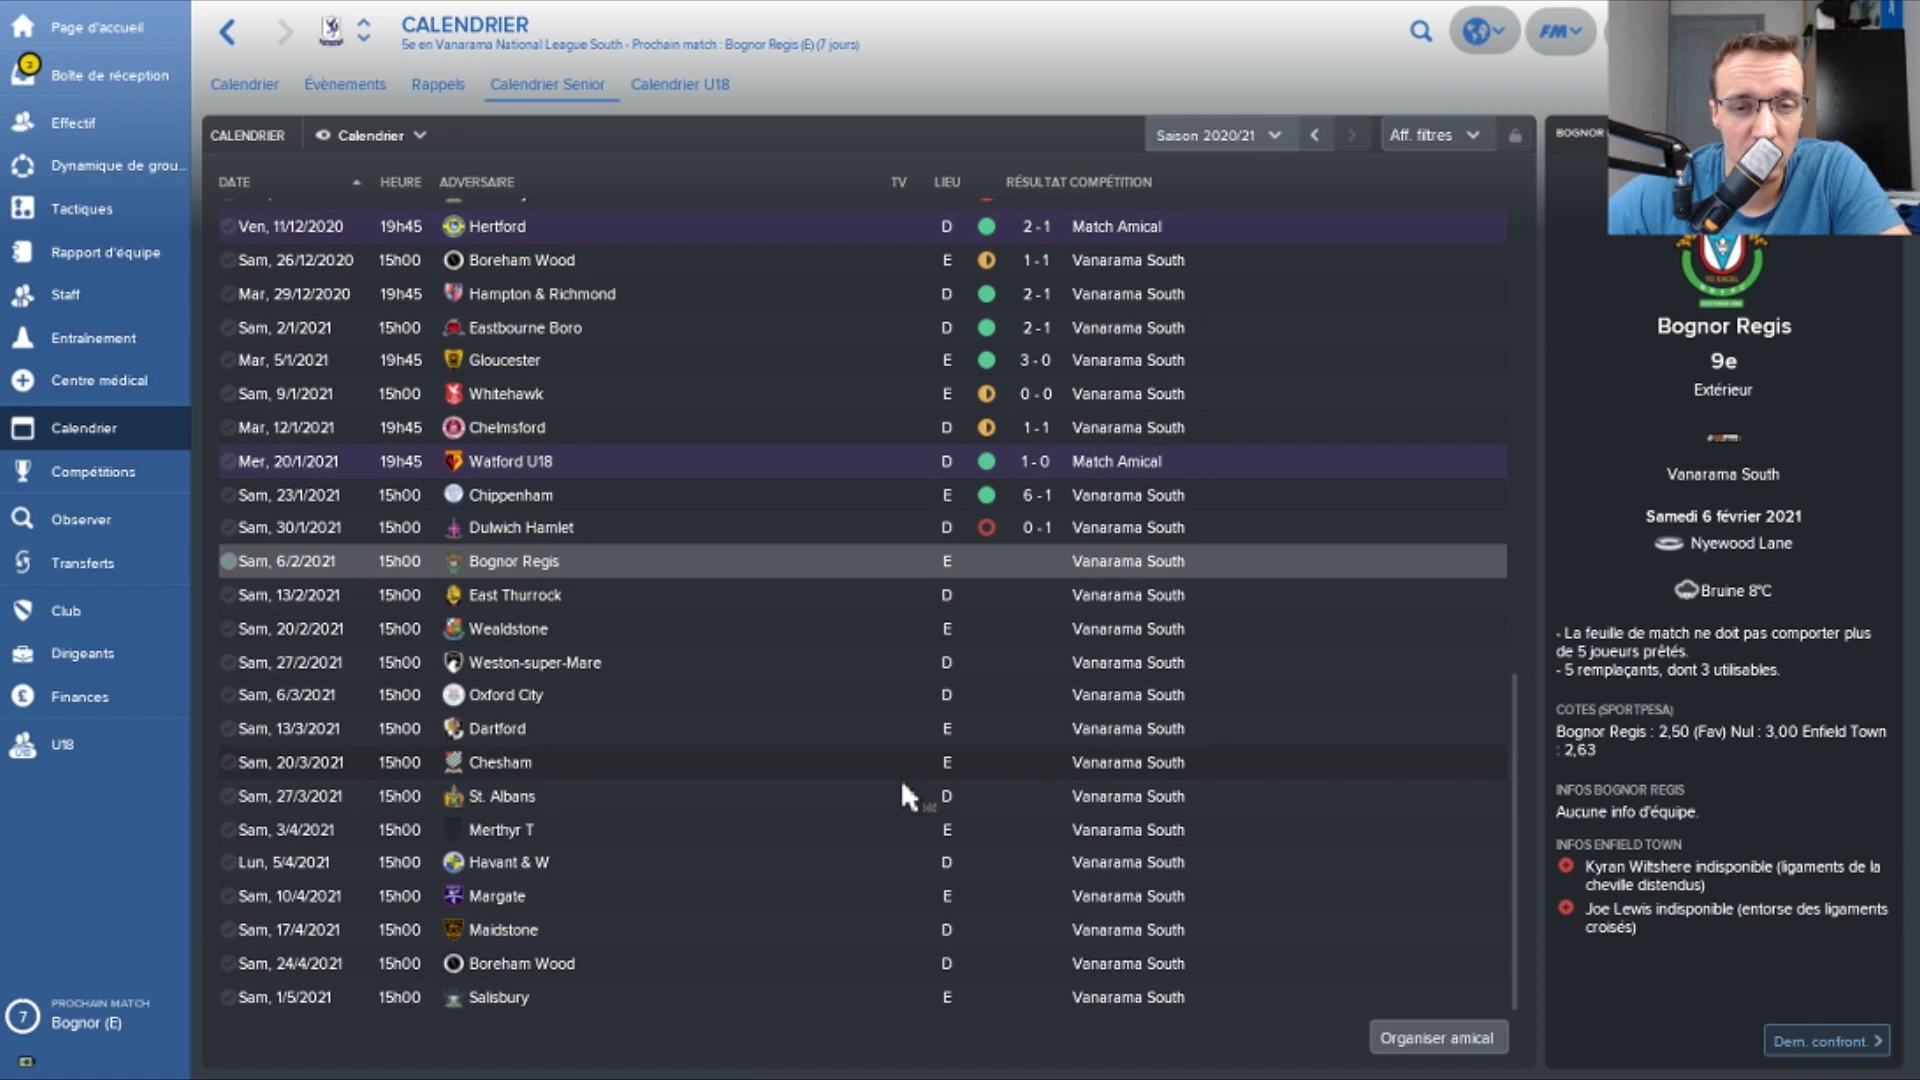 Page d'accueil
3
Boîte de réception
Effectif
Dynamique de grou...
Tactiques
Rapport d'équipe
Staff
Entraînement
Centre médical
Calendrier
Compétitions
Observer
Transferts
Club
Dirigeants
Finances
U18
7
PROCHAIN MATCH
Bognor (E)
CALENDRIER
5e en Vanarama National League South - Prochain match : Bognor Regis (E) (7 jours)
FM
Calendrier Évènements Rappels Calendrier Senior Calendrier U18
CALENDRIER Calendrier Saison 2020/21 Aff. filtres
DATE HEURE ADVERSAIRE TV LIEU RÉSULTAT COMPÉTITION
Ven, 11/12/2020 19h45 Hertford D 2 - 1 Match Amical
Sam, 26/12/2020 15h00 Boreham Wood E 1 - 1 Vanarama South
Mar, 29/12/2020 19h45 Hampton & Richmond D 2 - 1 Vanarama South
Sam, 2/1/2021 15h00 Eastbourne Boro D 2 - 1 Vanarama South
Mar, 5/1/2021 19h45 Gloucester E 3 - 0 Vanarama South
Sam, 9/1/2021 15h00 Whitehawk E 0 - 0 Vanarama South
Mar, 12/1/2021 19h45 Chelmsford D 1 - 1 Vanarama South
Mer, 20/1/2021 19h45 Watford U18 D 1 - 0 Match Amical
Sam, 23/1/2021 15h00 Chippenham E 6 - 1 Vanarama South
Sam, 30/1/2021 15h00 Dulwich Hamlet D 0 - 1 Vanarama South
Sam, 6/2/2021 15h00 Bognor Regis E Vanarama South
Sam, 13/2/2021 15h00 East Thurrock D Vanarama South
Sam, 20/2/2021 15h00 Wealdstone E Vanarama South
Sam, 27/2/2021 15h00 Weston-super-Mare D Vanarama South
Sam, 6/3/2021 15h00 Oxford City D Vanarama South
Sam, 13/3/2021 15h00 Dartford E Vanarama South
Sam, 20/3/2021 15h00 Chesham E Vanarama South
Sam, 27/3/2021 15h00 St. Albans D Vanarama South
Sam, 3/4/2021 15h00 Merthyr T E Vanarama South
Lun, 5/4/2021 15h00 Havant & W D Vanarama South
Sam, 10/4/2021 15h00 Margate E Vanarama South
Sam, 17/4/2021 15h00 Maidstone D Vanarama South
Sam, 24/4/2021 15h00 Boreham Wood D Vanarama South
Sam, 1/5/2021 15h00 Salisbury E Vanarama South
Organiser amical
BOGNOR
Bognor Regis
9e
Extérieur
Vanarama South
Samedi 6 février 2021
Nyewood Lane
Bruine 8°C
- La feuille de match ne doit pas comporter plus
de 5 joueurs prêtés.
- 5 remplaçants, dont 3 utilisables.
COTES (SPORTPESA)
Bognor Regis : 2,50 (Fav) Nul : 3,00 Enfield Town
: 2,63
INFOS BOGNOR REGIS
Aucune info d'équipe.
INFOS ENFIELD TOWN
Kyran Wiltshere indisponible (ligaments de la
cheville distendus)
Joe Lewis indisponible (entorse des ligaments
croisés)
Dern. confront.